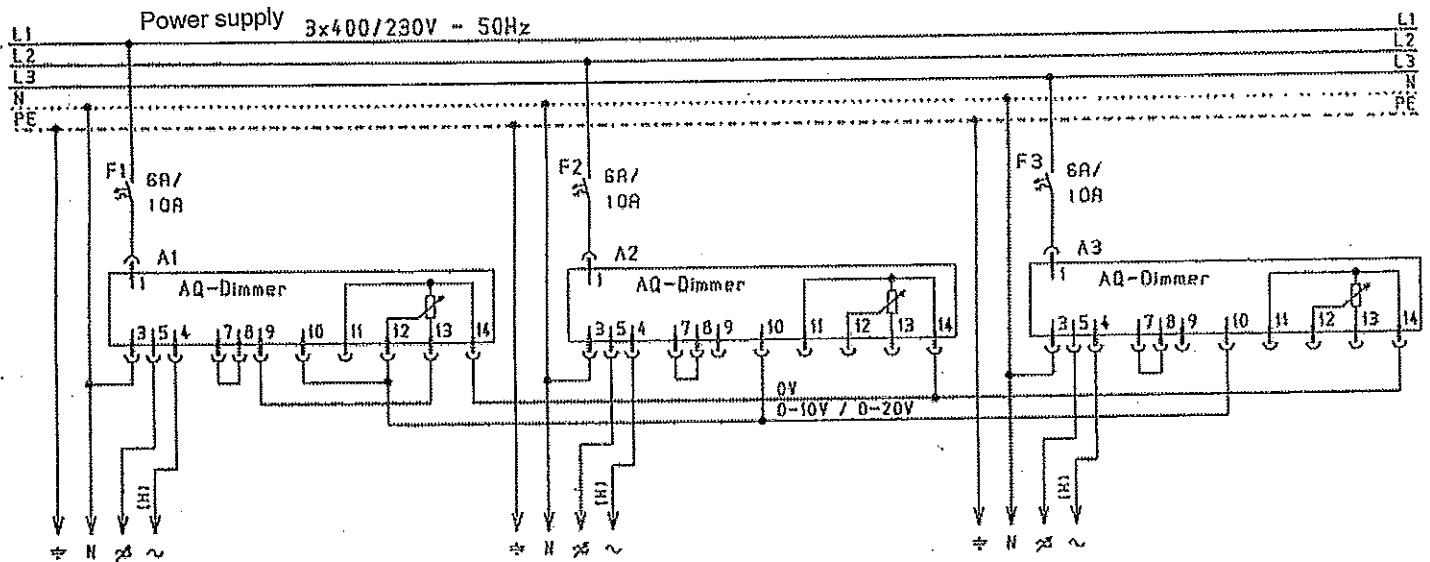 Power supply 3x400/230V ~ 50Hz
L1 L1
L2 L2
L3 L3
N N
PE PE
F1 6A/ 10A
F2 6A/ 10A
F3 6A/ 10A
A1
1 AQ-Dimmer
3 5 4 7 8 9 10 11 12 13 14
A2
1 AQ-Dimmer
3 5 4 7 8 9 10 11 12 13 14
A3
1 AQ-Dimmer
3 5 4 7 8 9 10 11 12 13 14
0V
0-10V / 0-20V
(H) (H) (H)
N ~ N ~ N ~